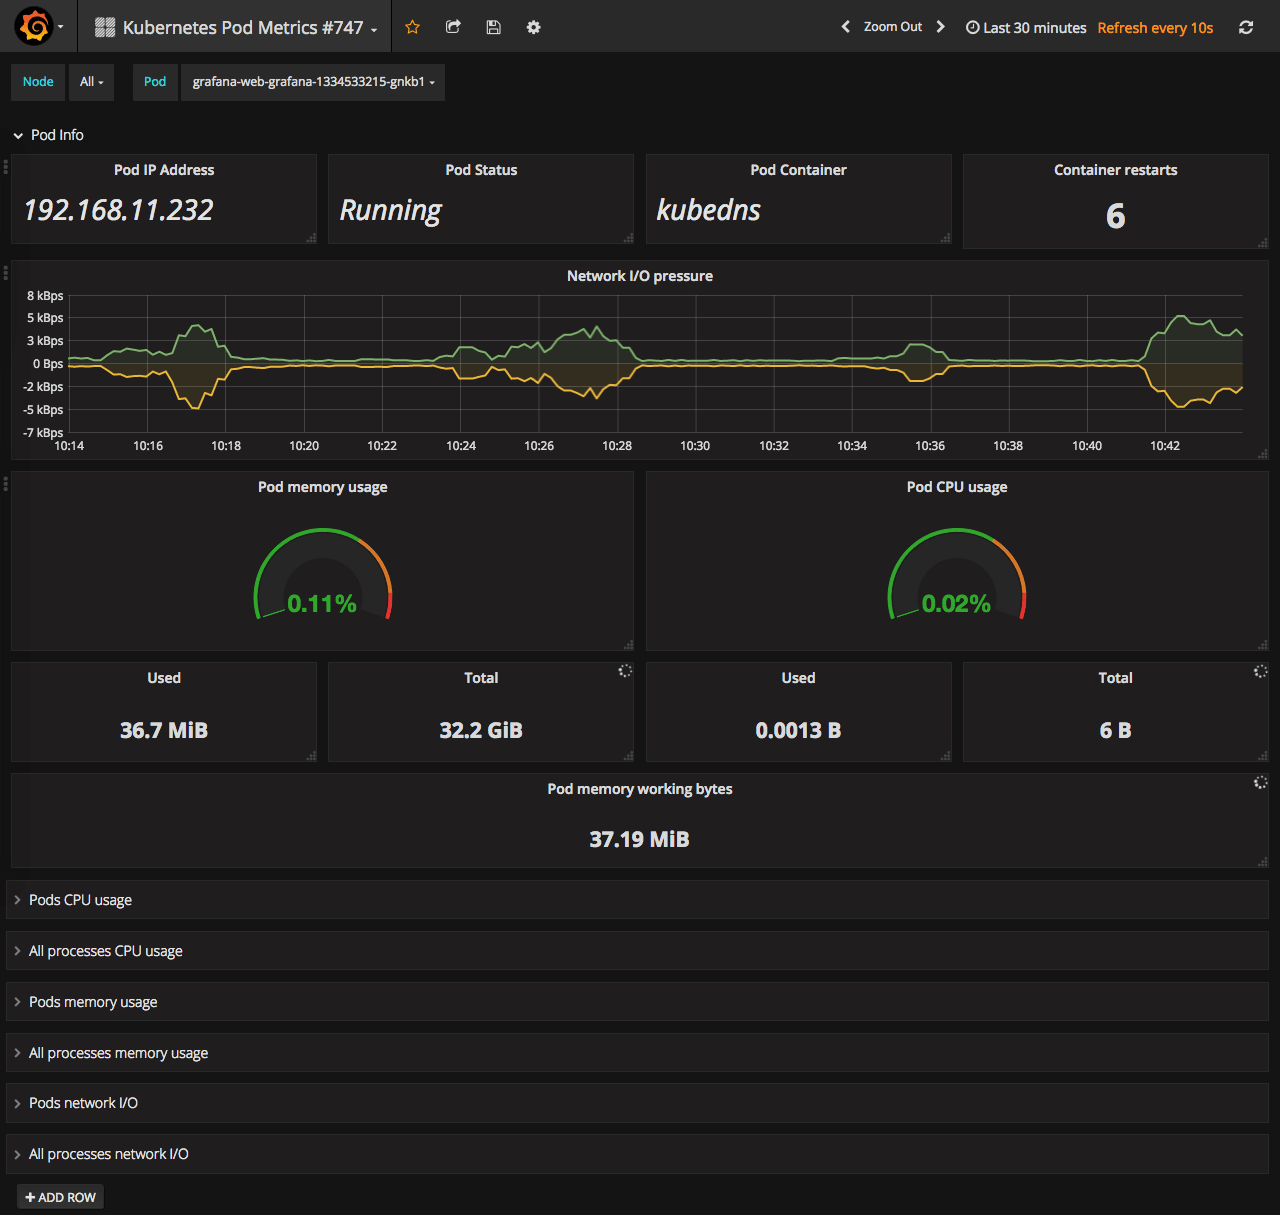 Kubernetes Pod Metrics #747
Zoom Out
Last 30 minutes
Refresh every 10s
Node
All
Pod
grafana-web-grafana-1334533215-gnkb1
Pod Info
Pod IP Address
192.168.11.232
Pod Status
Running
Pod Container
kubedns
Container restarts
6
Network I/O pressure
8 kBps
5 kBps
3 kBps
0 Bps
-2 kBps
-5 kBps
-7 kBps
10:14 10:16 10:18 10:20 10:22 10:24 10:26 10:28 10:30 10:32 10:34 10:36 10:38 10:40 10:42
Pod memory usage
0.11%
Pod CPU usage
0.02%
Used
36.7 MiB
Total
32.2 GiB
Used
0.0013 B
Total
6 B
Pod memory working bytes
37.19 MiB
Pods CPU usage
All processes CPU usage
Pods memory usage
All processes memory usage
Pods network I/O
All processes network I/O
+ ADD ROW